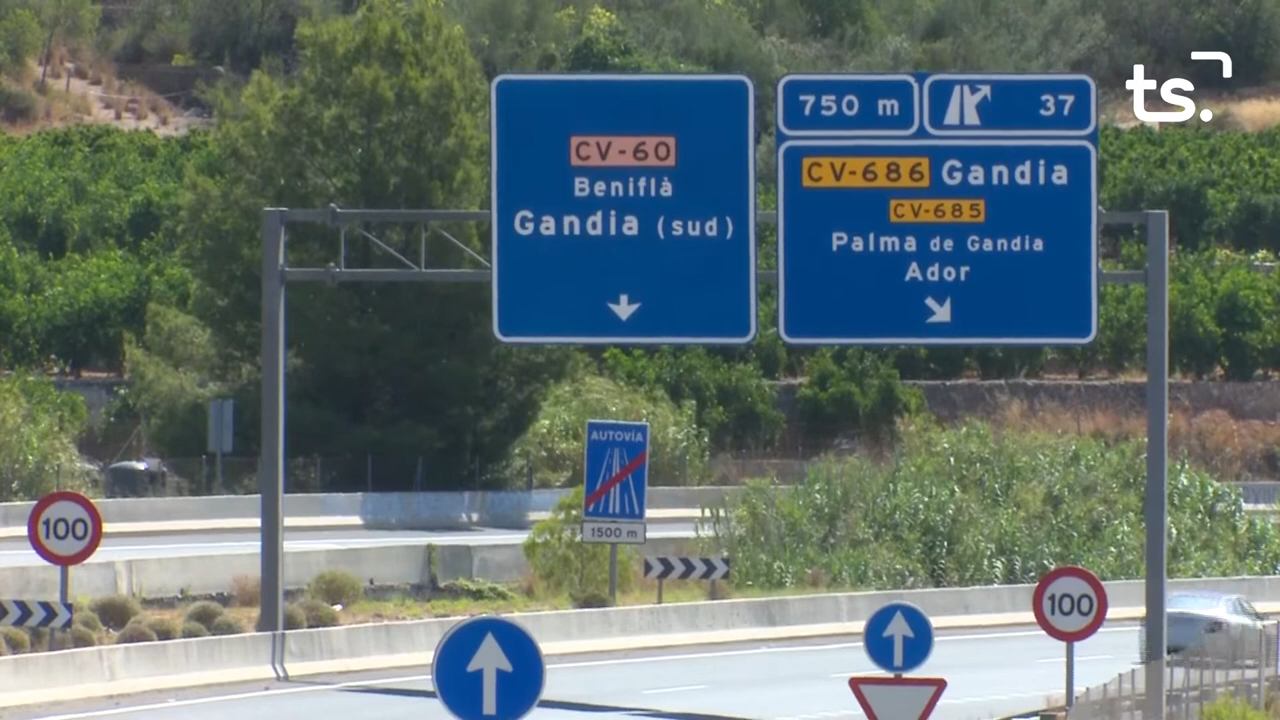 ts.
CV-60
Beniflà
Gandia (sud)
750 m
37
CV-686 Gandia
CV-685
Palma de Gandia
Ador
AUTOVÍA
1500 m
100
100